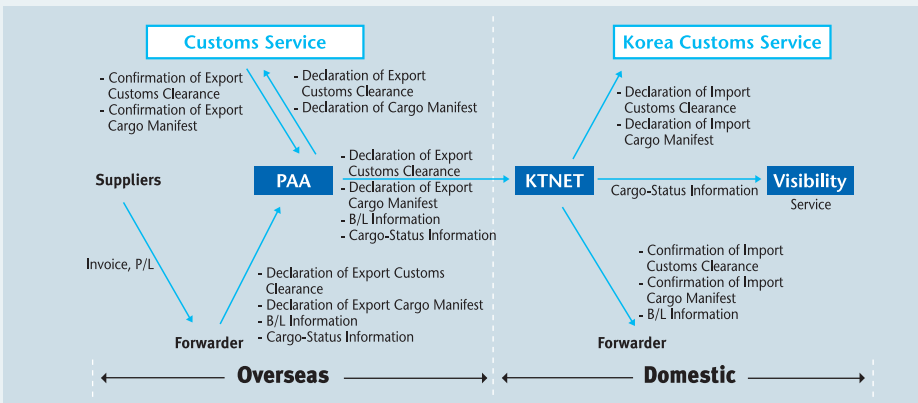 Customs Service
Korea Customs Service
- Confirmation of Export
Customs Clearance
- Confirmation of Export
Cargo Manifest
- Declaration of Export
Customs Clearance
- Declaration of Cargo Manifest
- Declaration of Import
Customs Clearance
- Declaration of Import
Cargo Manifest
Suppliers
PAA
- Declaration of Export
Customs Clearance
- Declaration of Export
Cargo Manifest
- B/L Information
- Cargo-Status Information
KTNET
Cargo-Status Information
Visibility
Service
Invoice, P/L
- Declaration of Export Customs
Clearance
- Declaration of Export Cargo Manifest
- B/L Information
- Cargo-Status Information
- Confirmation of Import
Customs Clearance
- Confirmation of Import
Cargo Manifest
- B/L Information
Forwarder
Forwarder
Overseas
Domestic